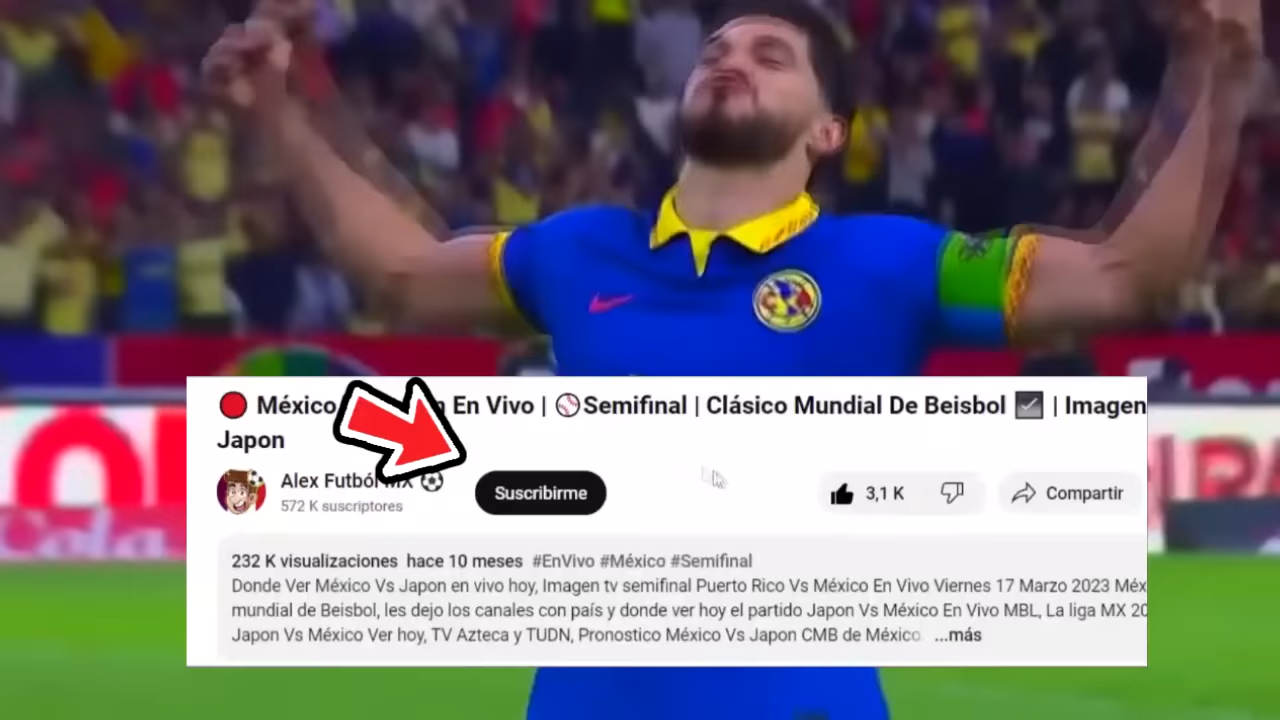 México n En Vivo | Semifinal | Clásico Mundial De Beisbol | Imagen
Japon
Alex Futból MX
572 K suscriptores
Suscribirme
3,1 K
Compartir
232 K visualizaciones hace 10 meses #EnVivo #México #Semifinal
Donde Ver México Vs Japon en vivo hoy, Imagen tv semifinal Puerto Rico Vs México En Vivo Viernes 17 Marzo 2023 Méx
mundial de Beisbol, les dejo los canales con país y donde ver hoy el partido Japon Vs México En Vivo MBL, La liga MX 20
Japon Vs México Ver hoy, TV Azteca y TUDN, Pronostico México Vs Japon CMB de México ...más
Cola